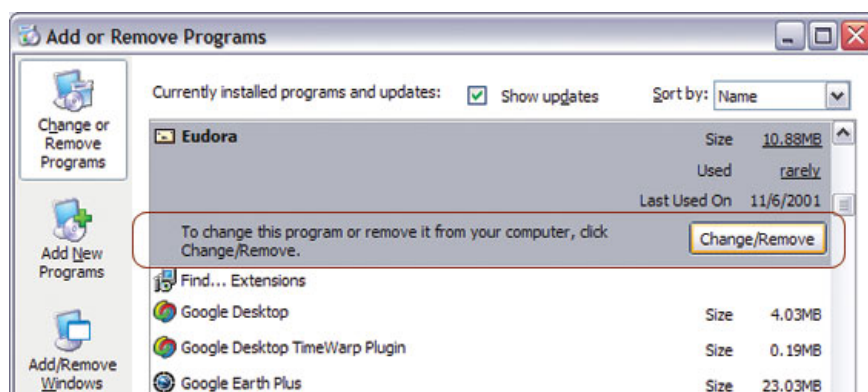 Add or Remove Programs
Change or
Remove
Programs
Add New
Programs
Add/Remove
Windows
Currently installed programs and updates:
Show updates
Sort by: Name
Eudora
Size 10.88MB
Used rarely
Last Used On 11/6/2001
To change this program or remove it from your computer, click
Change/Remove.
Change/Remove
Find... Extensions
Google Desktop Size 4.03MB
Google Desktop TimeWarp Plugin Size 0.19MB
Google Earth Plus Size 23.03MB